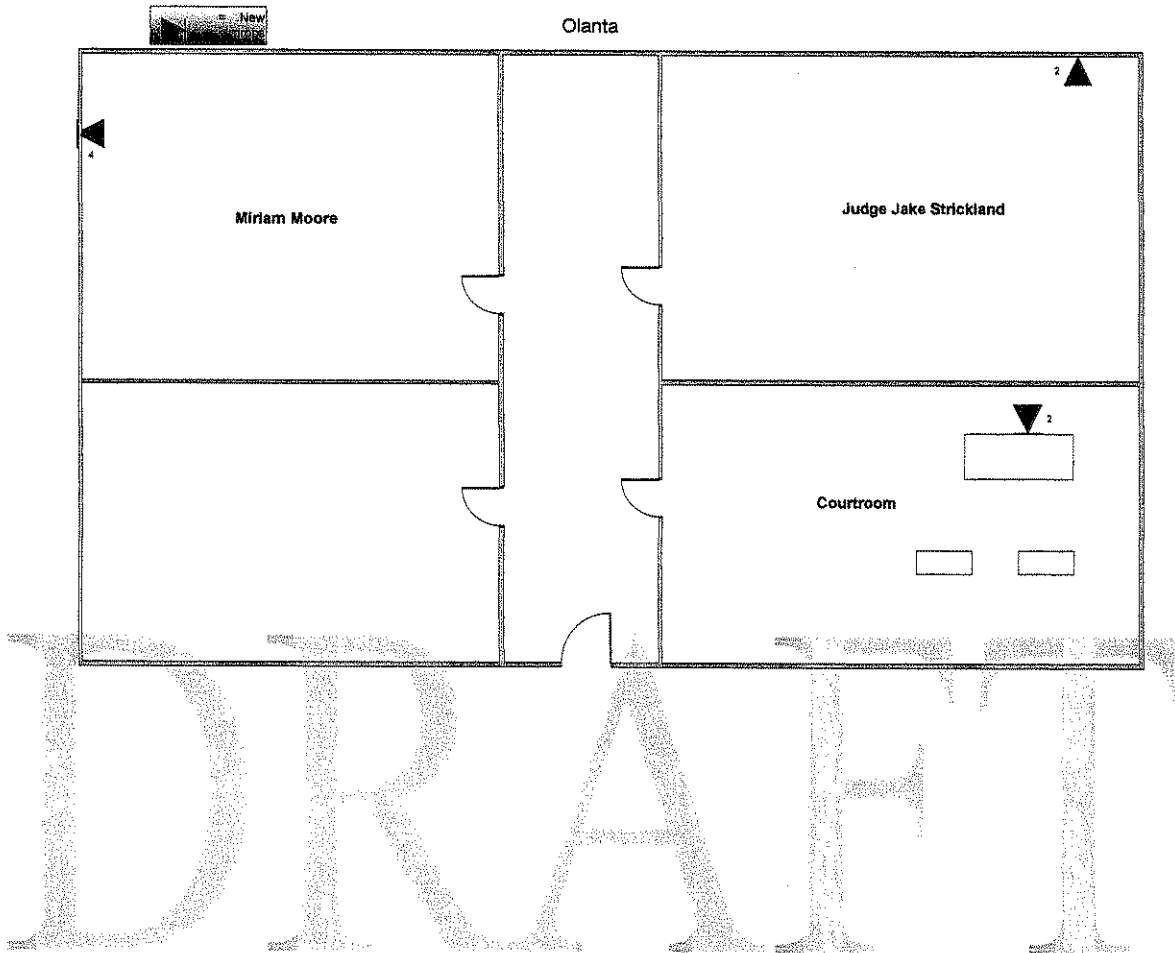 = New
Olanta
2
4
Miriam Moore
Judge Jake Strickland
2
Courtroom
DRAFT